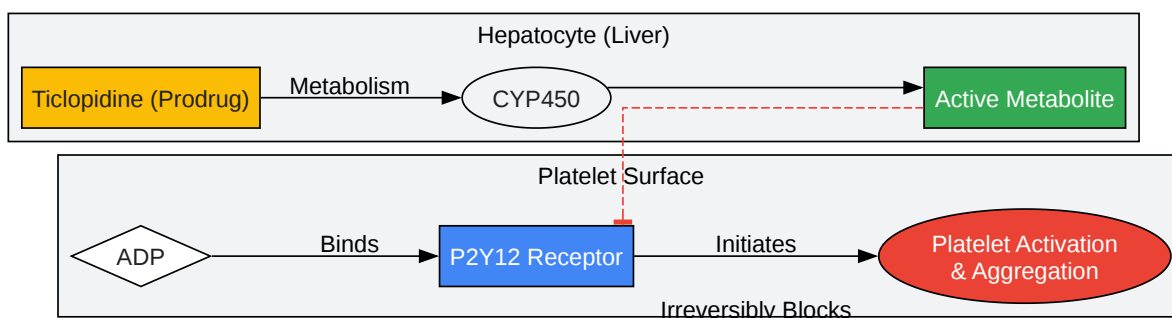 Hepatocyte (Liver)
Ticlopidine (Prodrug)
Metabolism
CYP450
Active Metabolite
Platelet Surface
ADP
Binds
P2Y12 Receptor
Initiates
Platelet Activation
& Aggregation
Irreversibly Blocks